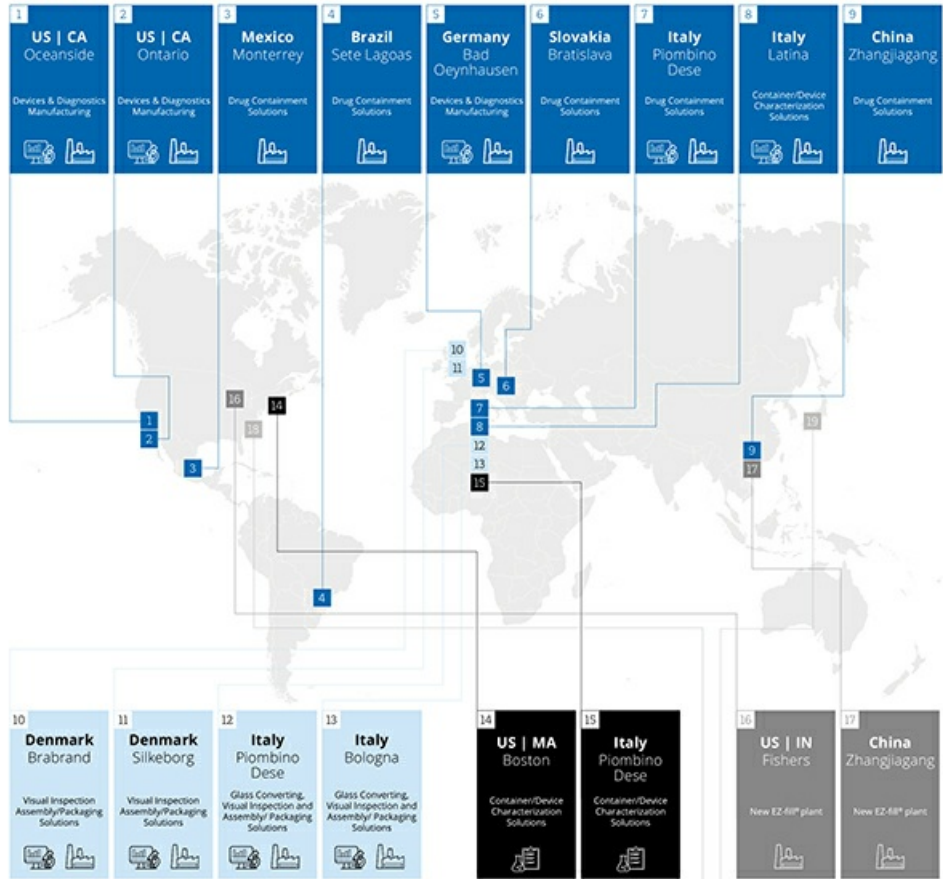 1
US | CA
Oceanside
Devices & Diagnostics
Manufacturing
2
US | CA
Ontario
Devices & Diagnostics
Manufacturing
3
Mexico
Monterrey
Drug Containment
Solutions
4
Brazil
Sete Lagoas
Drug Containment
Solutions
5
Germany
Bad
Oeynhausen
Devices & Diagnostics
Manufacturing
6
Slovakia
Bratislava
Drug Containment
Solutions
7
Italy
Piombino
Dese
Drug Containment
Solutions
8
Italy
Latina
Container/Device
Characterization
Solutions
9
China
Zhangjiagang
Drug Containment
Solutions
10
11
5
6
16
14
7
1
8
19
18
2
12
9
3
13
17
15
4
10
Denmark
Brabrand
Visual Inspection
Assembly/Packaging
Solutions
11
Denmark
Silkeborg
Visual Inspection
Assembly/Packaging
Solutions
12
Italy
Piombino
Dese
Glass Converting,
Visual Inspection and
Assembly/ Packaging
Solutions
13
Italy
Bologna
Glass Converting,
Visual Inspection and
Assembly/ Packaging
Solutions
14
US | MA
Boston
Container/Device
Characterization
Solutions
15
Italy
Piombino
Dese
Container/Device
Characterization
Solutions
16
US | IN
Fishers
New EZ-fill® plant
17
China
Zhangjiagang
New EZ-fill® plant